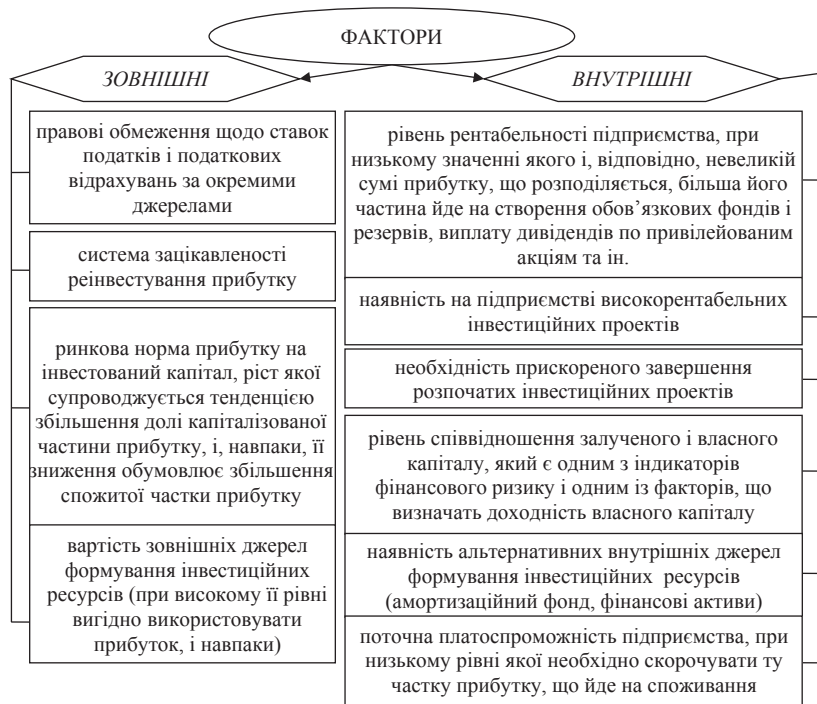 ФАКТОРИ
ЗОВНІШНІ
ВНУТРІШНІ
правові обмеження щодо ставок
податків і податкових
відрахувань за окремими
джерелами
система зацікавленості
реінвестування прибутку
ринкова норма прибутку на
інвестований капітал, ріст якої
супроводжується тенденцією
збільшення долі капіталізованої
частини прибутку, і, навпаки, її
зниження обумовлює збільшення
спожитої частки прибутку
вартість зовнішніх джерел
формування інвестиційних
ресурсів (при високому її рівні
вигідно використовувати
прибуток, і навпаки)
рівень рентабельності підприємства, при
низькому значенні якого і, відповідно, невеликій
сумі прибутку, що розподіляється, більша його
частина йде на створення обов’язкових фондів і
резервів, виплату дивідендів по привілейованим
акціям та ін.
наявність на підприємстві високорентабельних
інвестиційних проектів
необхідність прискореного завершення
розпочатих інвестиційних проектів
рівень співвідношення залученого і власного
капіталу, який є одним з індикаторів
фінансового ризику і одним із факторів, що
визначать доходність власного капіталу
наявність альтернативних внутрішніх джерел
формування інвестиційних ресурсів
(амортизаційний фонд, фінансові активи)
поточна платоспроможність підприємства, при
низькому рівні якої необхідно скорочувати ту
частку прибутку, що йде на споживання